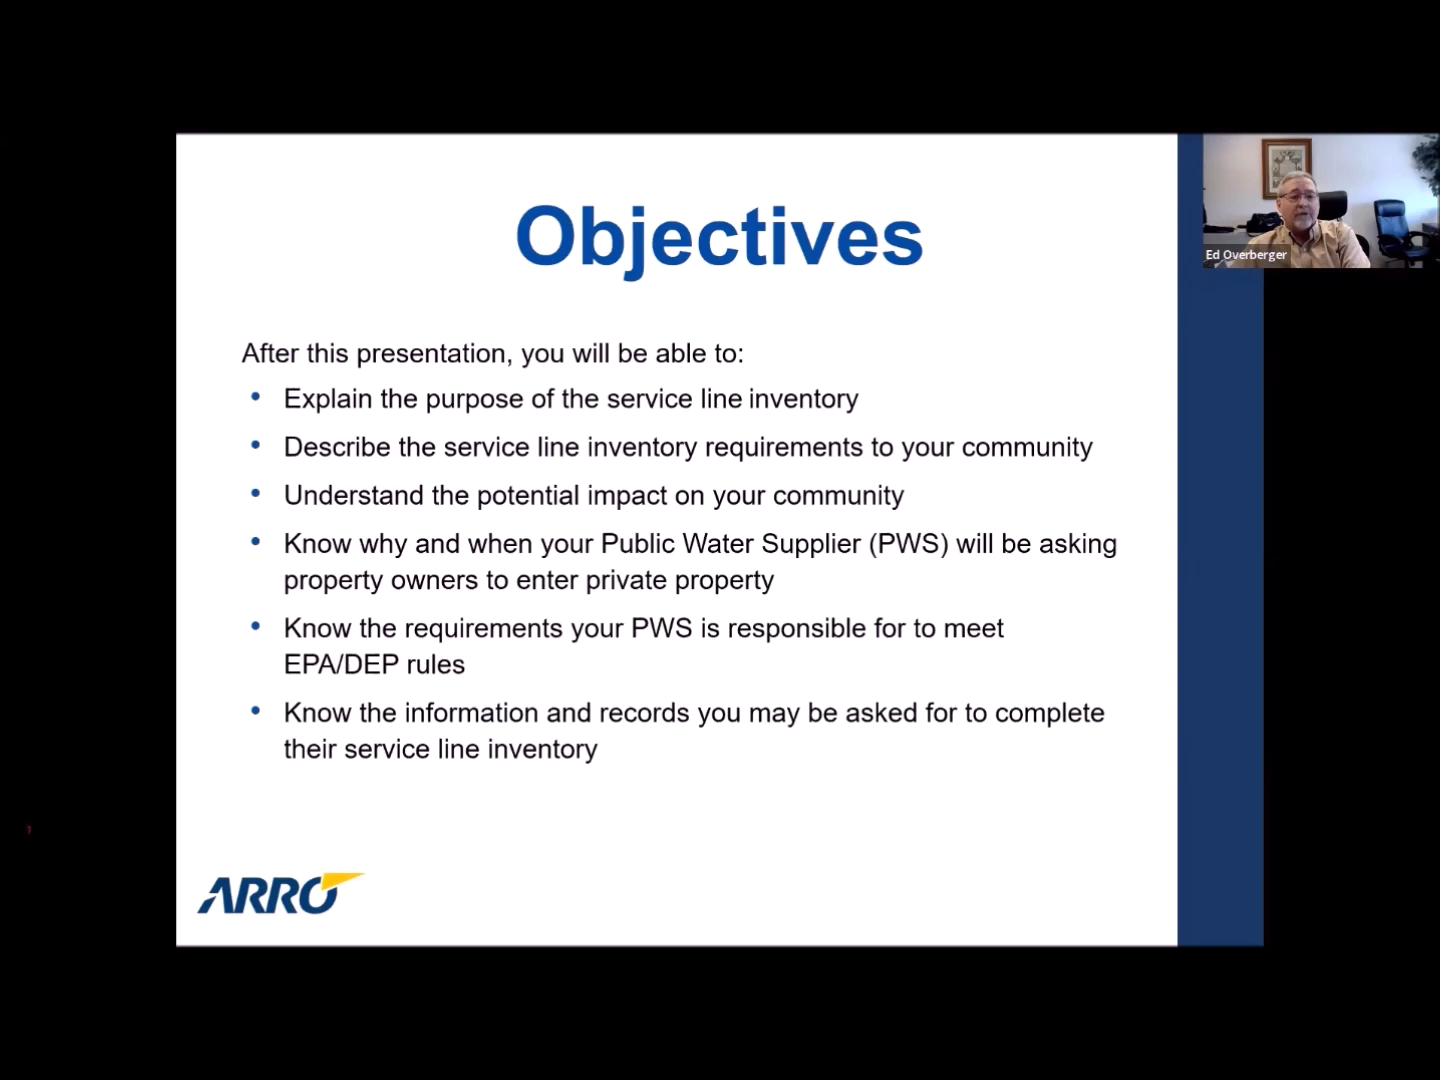 Objectives
Ed Overberger
After this presentation, you will be able to:
• Explain the purpose of the service line inventory
• Describe the service line inventory requirements to your community
• Understand the potential impact on your community
• Know why and when your Public Water Supplier (PWS) will be asking
property owners to enter private property
• Know the requirements your PWS is responsible for to meet
EPA/DEP rules
• Know the information and records you may be asked for to complete
their service line inventory
ARRO